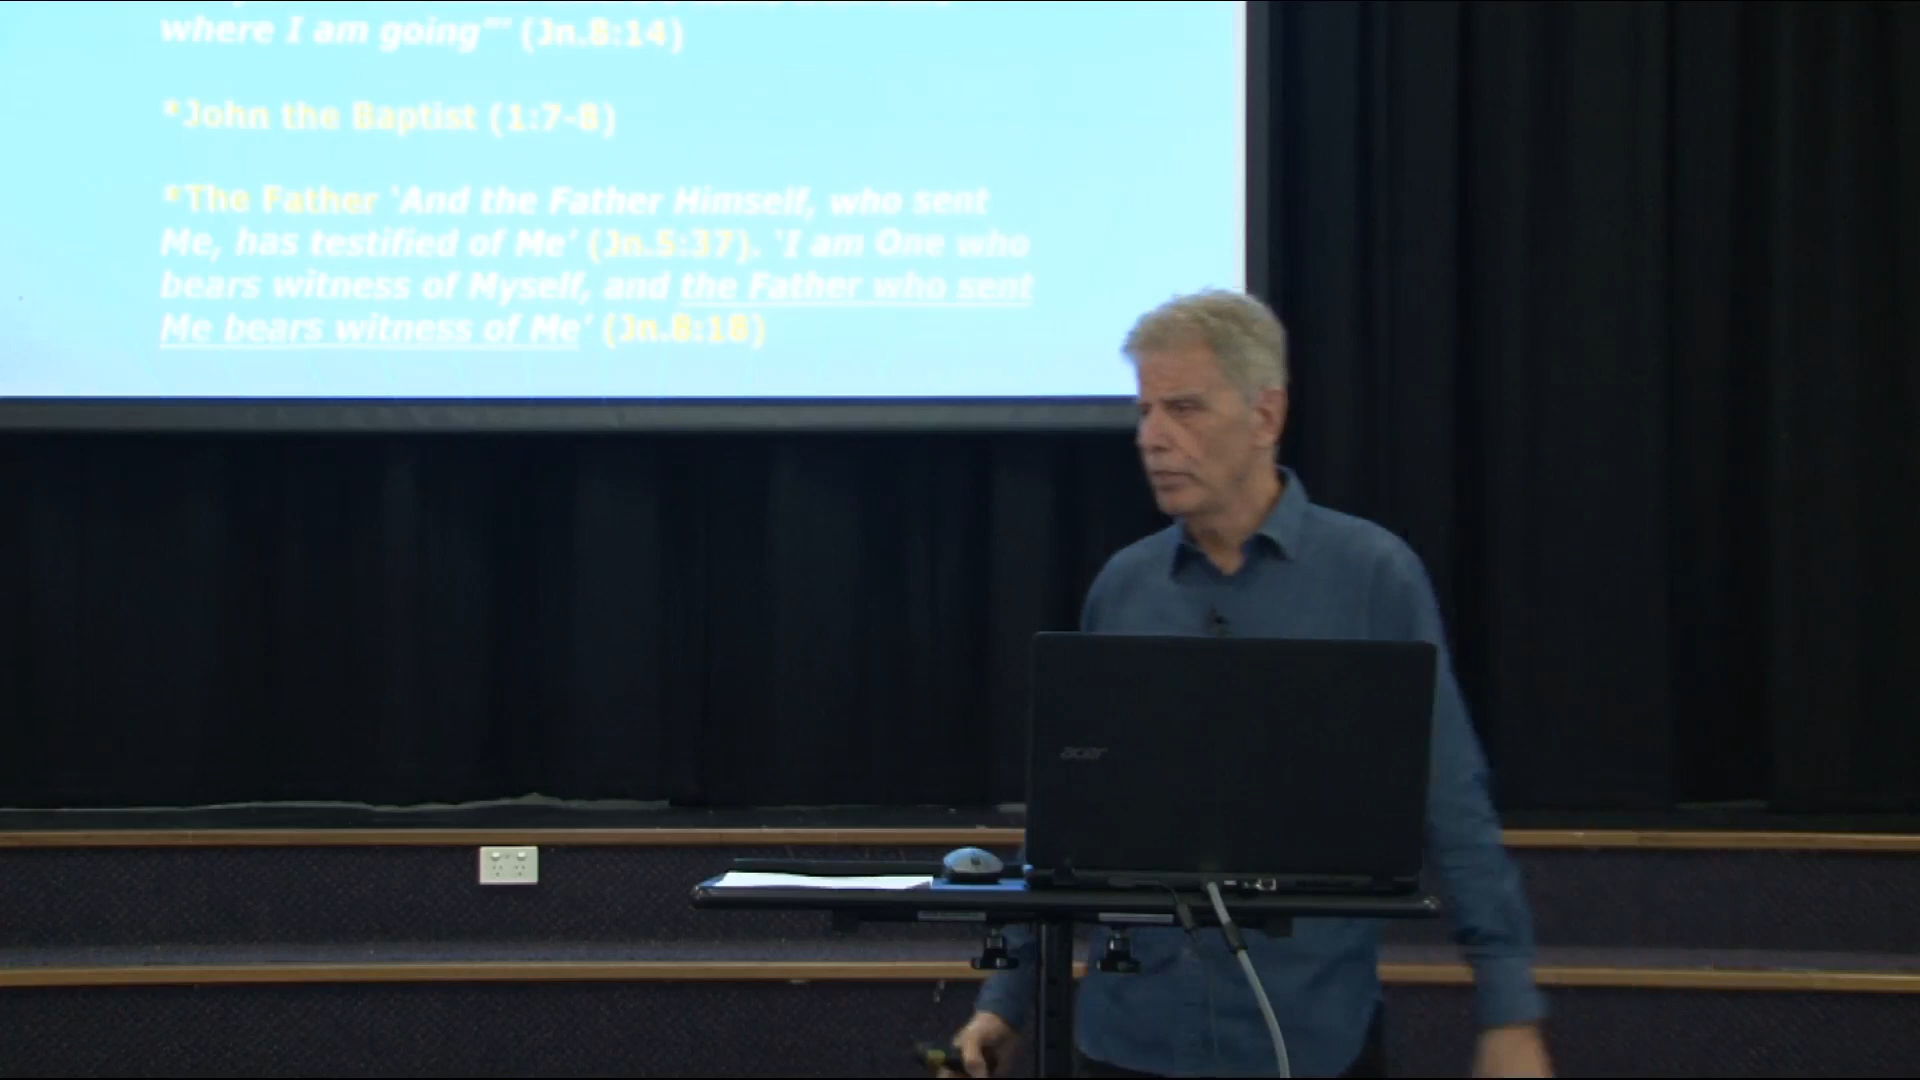 where I am going'" (Jn.8:14)
*John the Baptist (1:7-8)
*The Father 'And the Father Himself, who sent
Me, has testified of Me' (Jn.5:37). 'I am One who
bears witness of Myself, and the Father who sent
Me bears witness of Me' (Jn.8:18)
acer